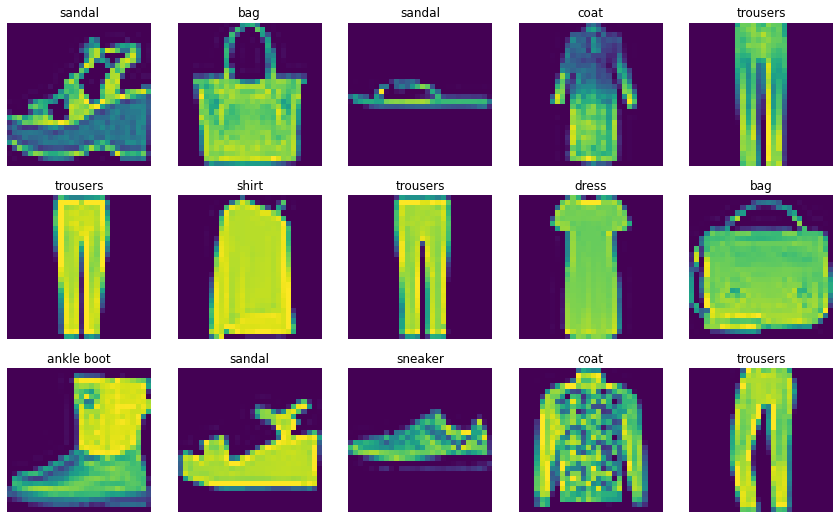 sandal
bag
sandal
coat
trousers
trousers
shirt
trousers
dress
bag
ankle boot
sandal
sneaker
coat
trousers